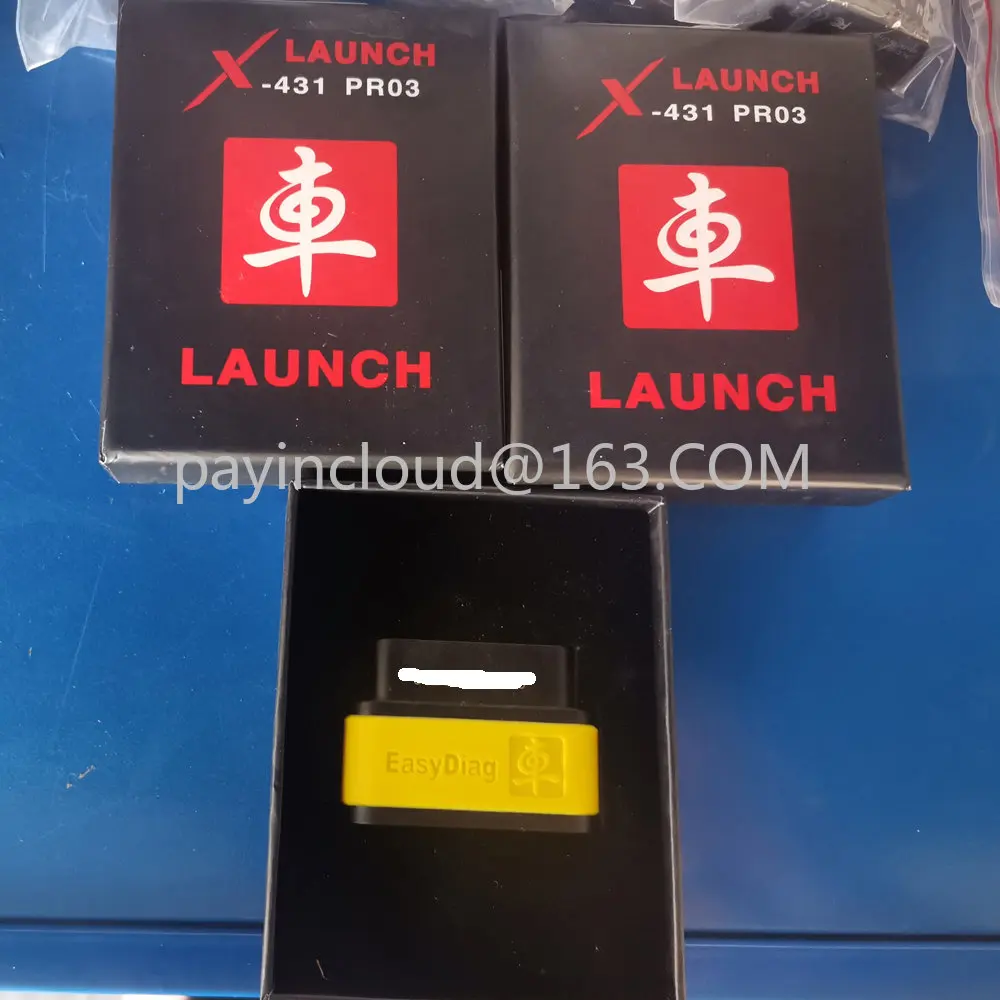 X LAUNCH
-431 PR03
車
LAUNCH
X LAUNCH
-431 PR03
車
LAUNCH
payincloud@163.COM
EasyDiag 車